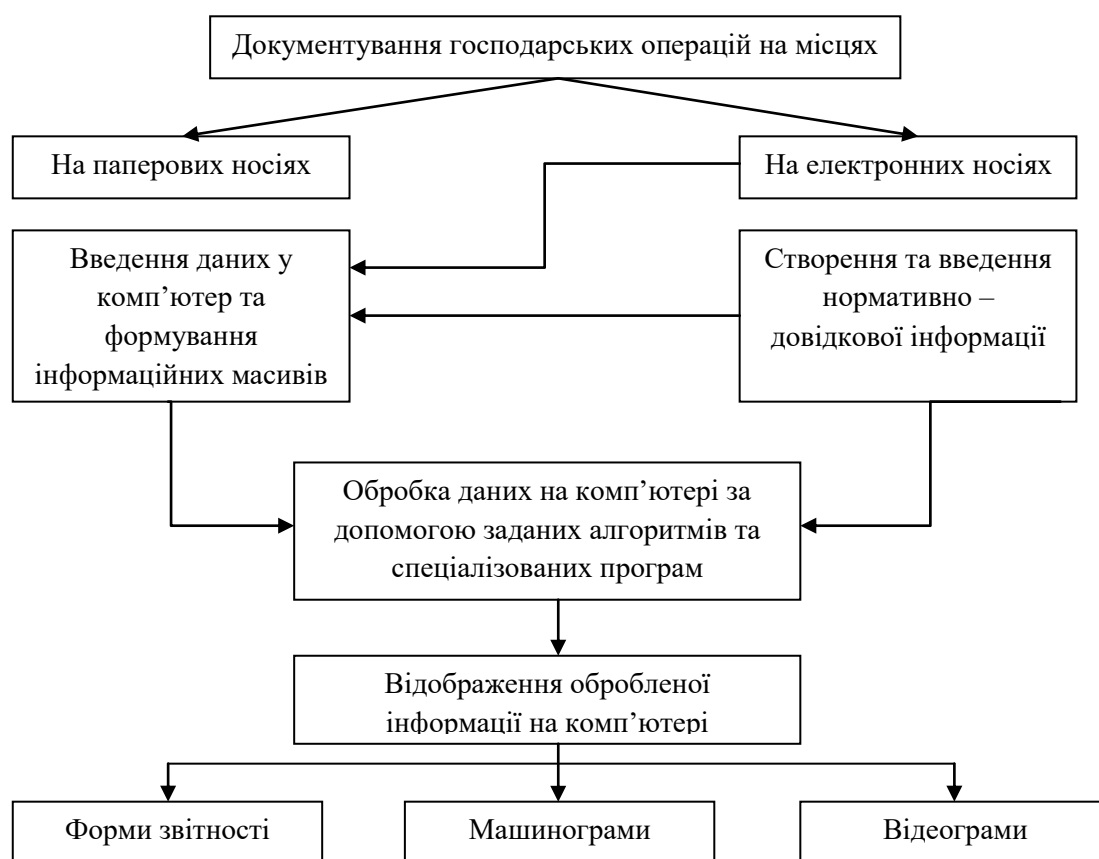 Документування господарських операцій на місцях
На паперових носіях
На електронних носіях
Введення даних у
комп’ютер та
формування
інформаційних масивів
Створення та введення
нормативно –
довідкової інформації
Обробка даних на комп’ютері за
допомогою заданих алгоритмів та
спеціалізованих програм
Відображення обробленої
інформації на комп’ютері
Форми звітності
Машинограми
Відеограми